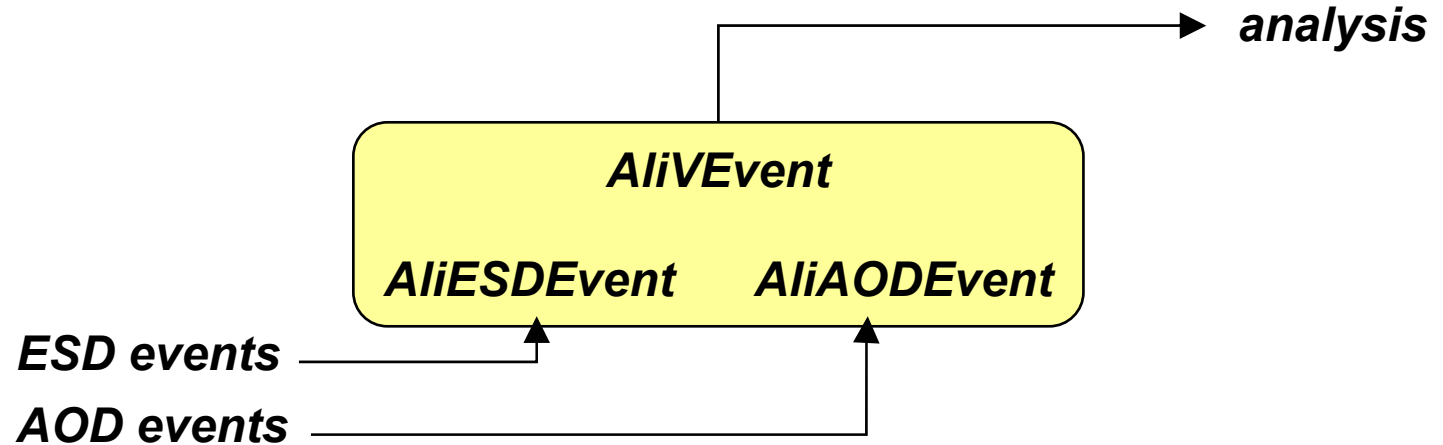 analysis
AliVEvent
AliESDEvent AliAODEvent
ESD events
AOD events